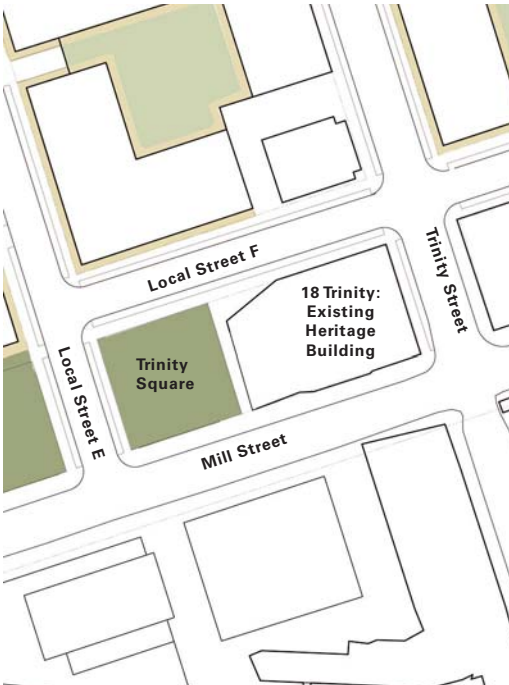 Local Street F
Trinity Street
18 Trinity:
Existing
Heritage
Building
Trinity
Square
Local Street E
Mill Street